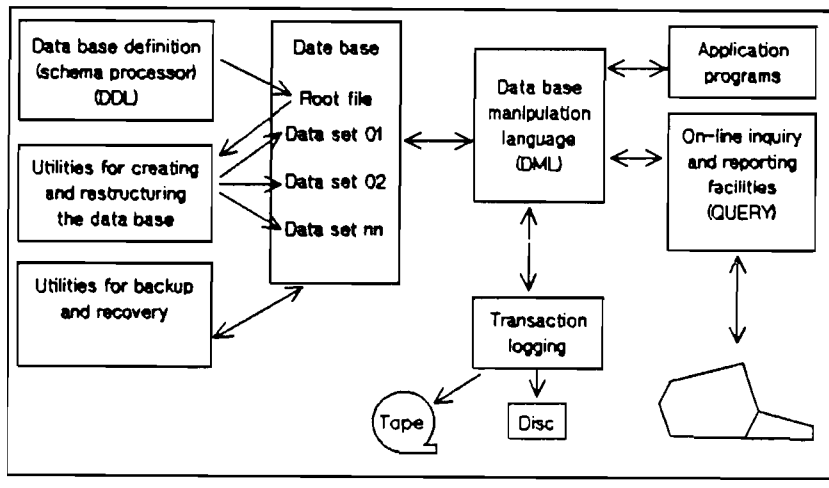 Data base definition
(schema processor)
(DDL)
Utilities for creating
and restructuring
the data base
Utilities for backup
and recovery
Date base
Root file
Data set 01
Data set 02
Data set nn
Data base
manipulation
language
(DML)
Transaction
logging
Tape
Disc
Application
programs
On-line inquiry
and reporting
facilities
(QUERY)